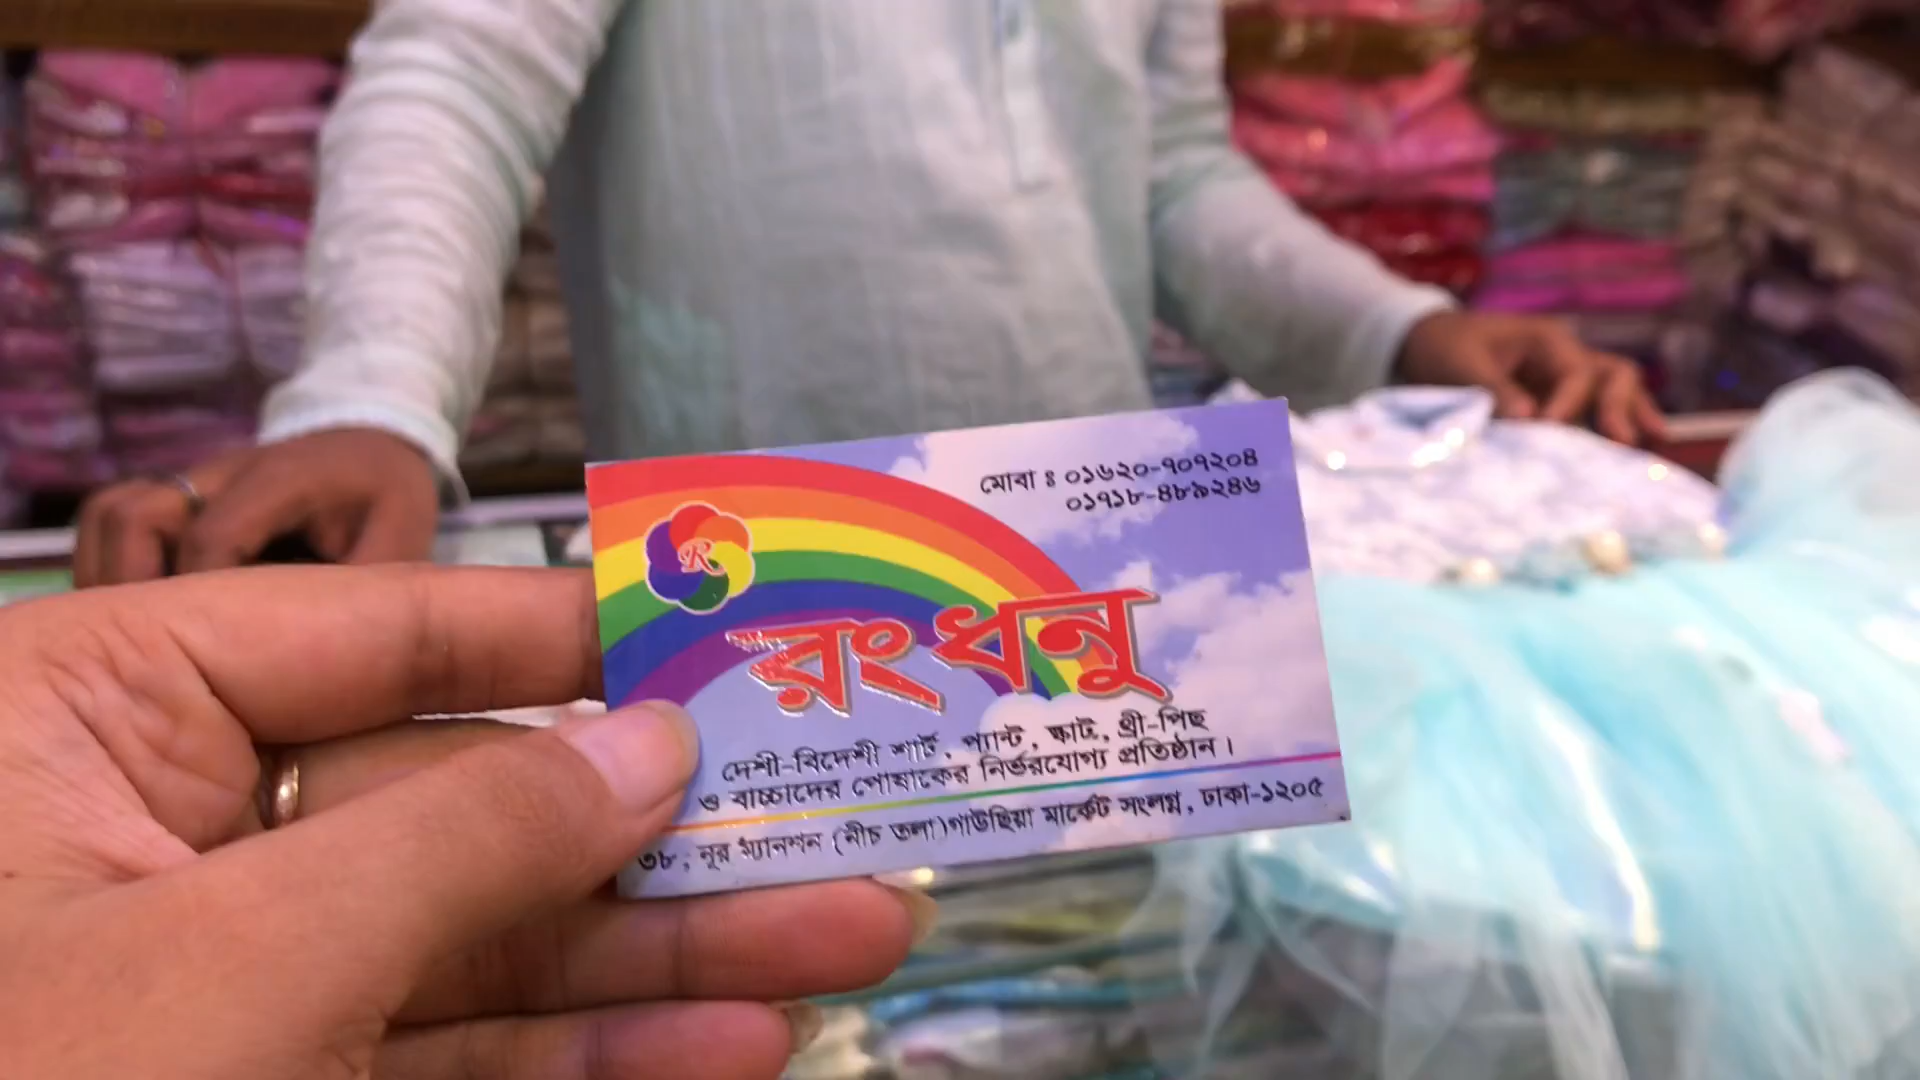 মোবা ঃ ০১৬২০-৭০৭২০৪
০১৭১৮-৪৮৯২৪৬
R
রংধনু
দেশী-বিদেশী শার্ট, প্যান্ট, স্কার্ট, থ্রী-পিছ
ও বাচ্চাদের পোষাকের নির্ভরযোগ্য প্রতিষ্ঠান।
৩৮, নূর ম্যানশন (নীচ তলা) গাউছিয়া মার্কেট সংলগ্ন, ঢাকা-১২০৫